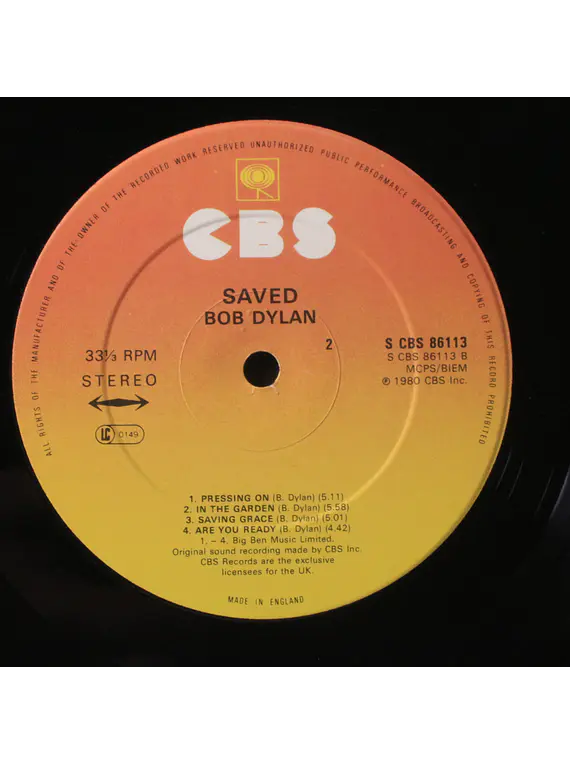 ALL RIGHTS OF THE MANUFACTURER AND OF THE OWNER OF THE RECORDED WORK RESERVED UNAUTHORIZED PUBLIC PERFORMANCE BROADCASTING AND COPYING OF THIS RECORD PROHIBITED
CBS
SAVED
BOB DYLAN
2
33⅓ RPM
STEREO
LC 0149
S CBS 86113
S CBS 86113 B
MCPS/BIEM
℗ 1980 CBS Inc.
1. PRESSING ON (B. Dylan) (5.11)
2. IN THE GARDEN (B. Dylan) (5.58)
3. SAVING GRACE (B. Dylan) (5.01)
4. ARE YOU READY (B. Dylan) (4.42)
1. – 4. Big Ben Music Limited.
Original sound recording made by CBS Inc.
CBS Records are the exclusive
licensees for the UK.
MADE IN ENGLAND